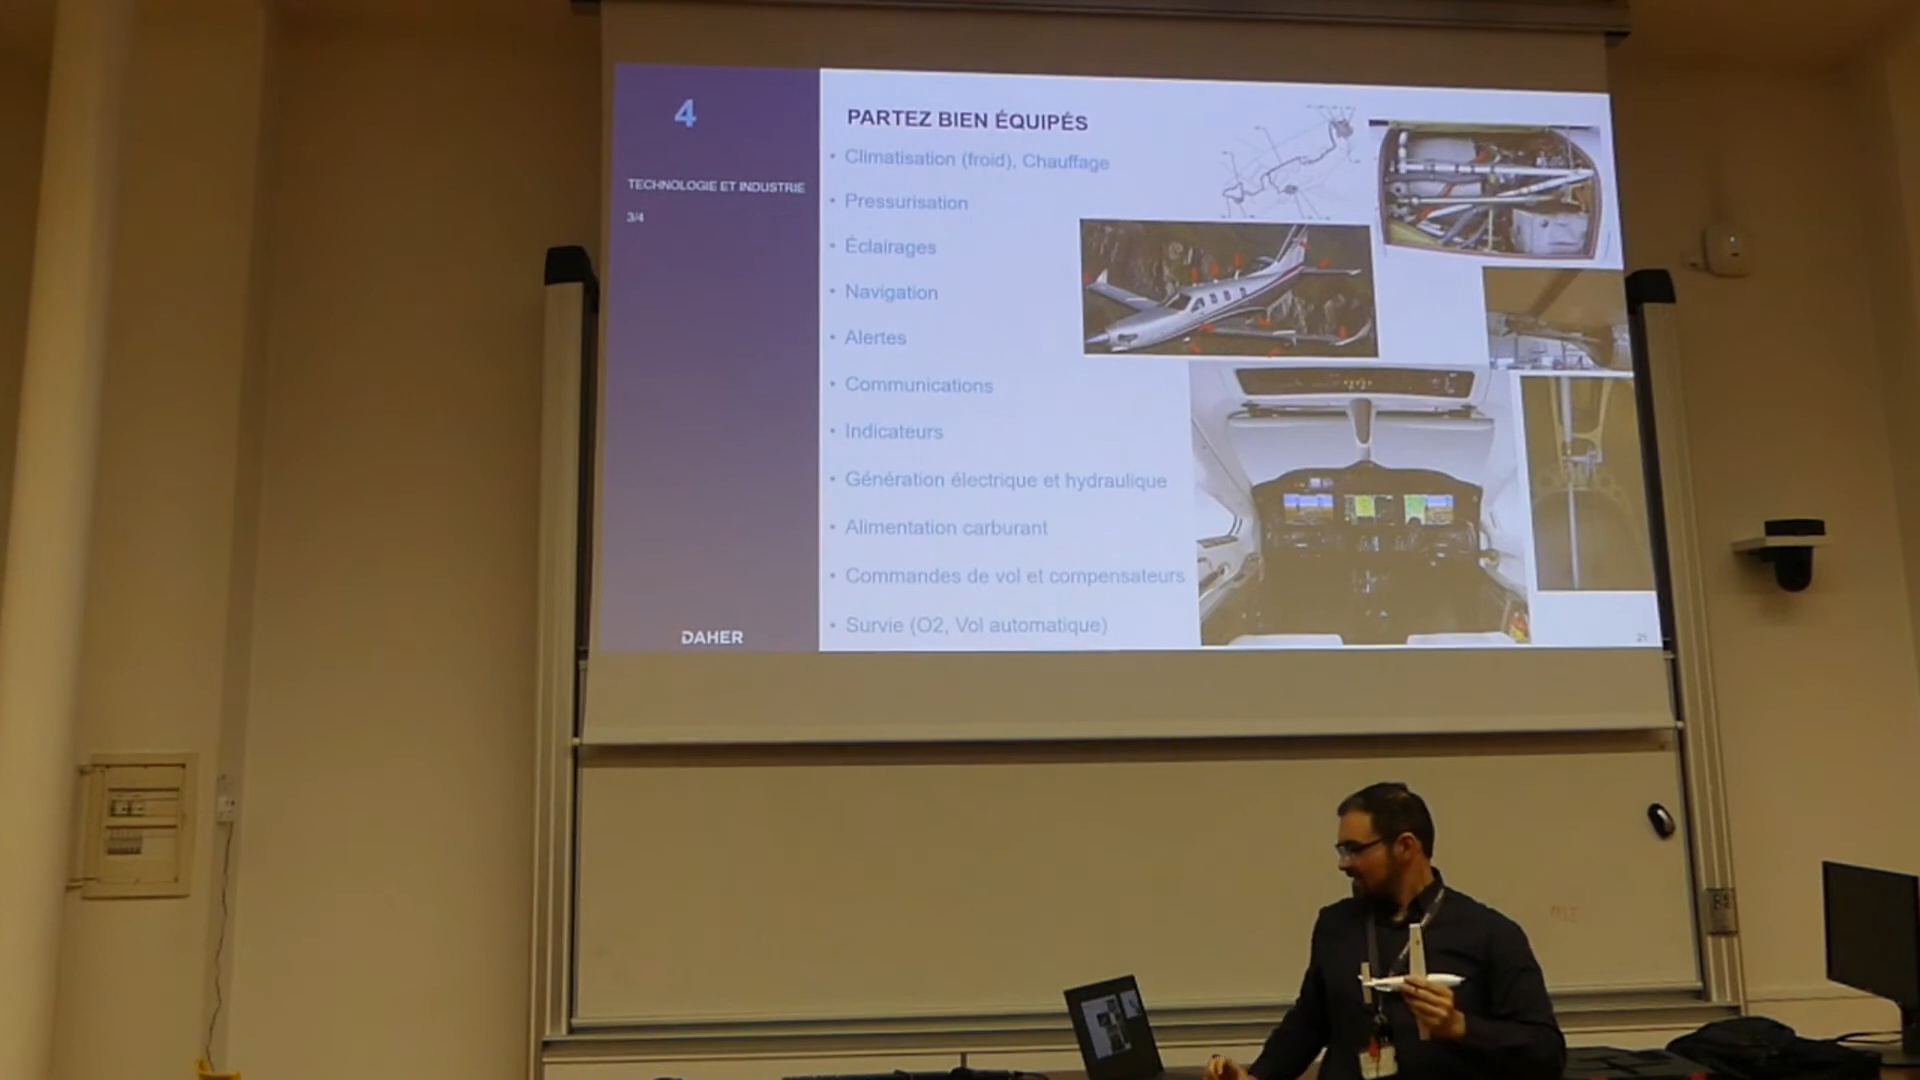 4
TECHNOLOGIE ET INDUSTRIE
3/4
DAHER
PARTEZ BIEN ÉQUIPÉS
• Climatisation (froid), Chauffage
• Pressurisation
• Éclairages
• Navigation
• Alertes
• Communications
• Indicateurs
• Génération électrique et hydraulique
• Alimentation carburant
• Commandes de vol et compensateurs
• Survie (O2, Vol automatique)
21